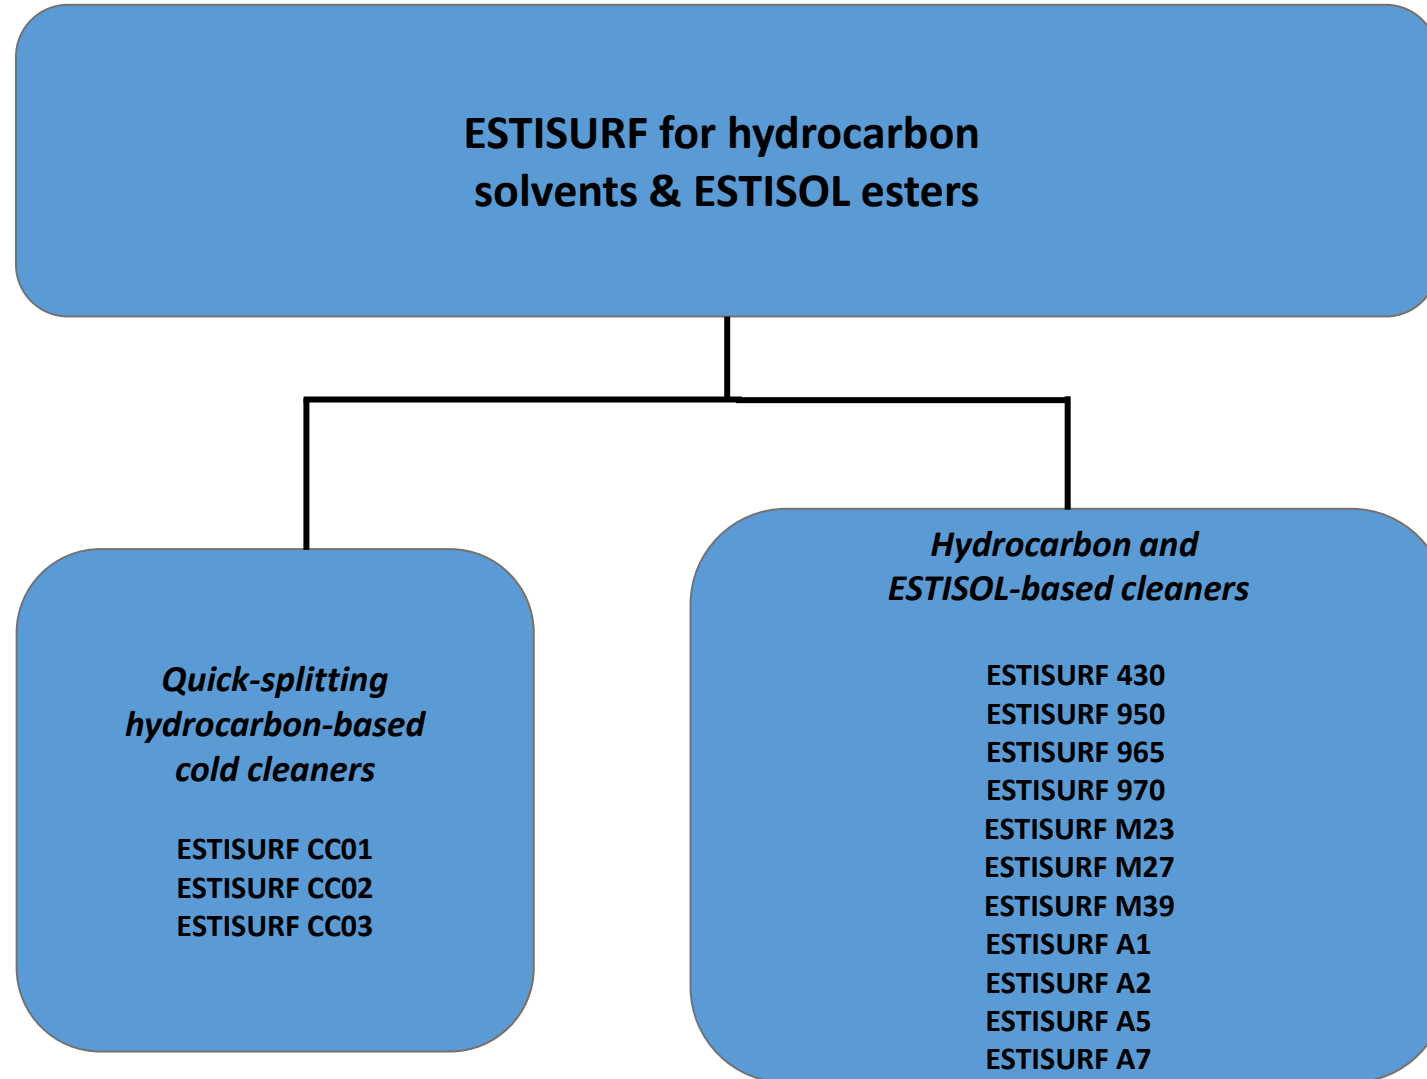 ESTISURF for hydrocarbon
solvents & ESTISOL esters
Quick-splitting
hydrocarbon-based
cold cleaners
ESTISURF CC01
ESTISURF CC02
ESTISURF CC03
Hydrocarbon and
ESTISOL-based cleaners
ESTISURF 430
ESTISURF 950
ESTISURF 965
ESTISURF 970
ESTISURF M23
ESTISURF M27
ESTISURF M39
ESTISURF A1
ESTISURF A2
ESTISURF A5
ESTISURF A7